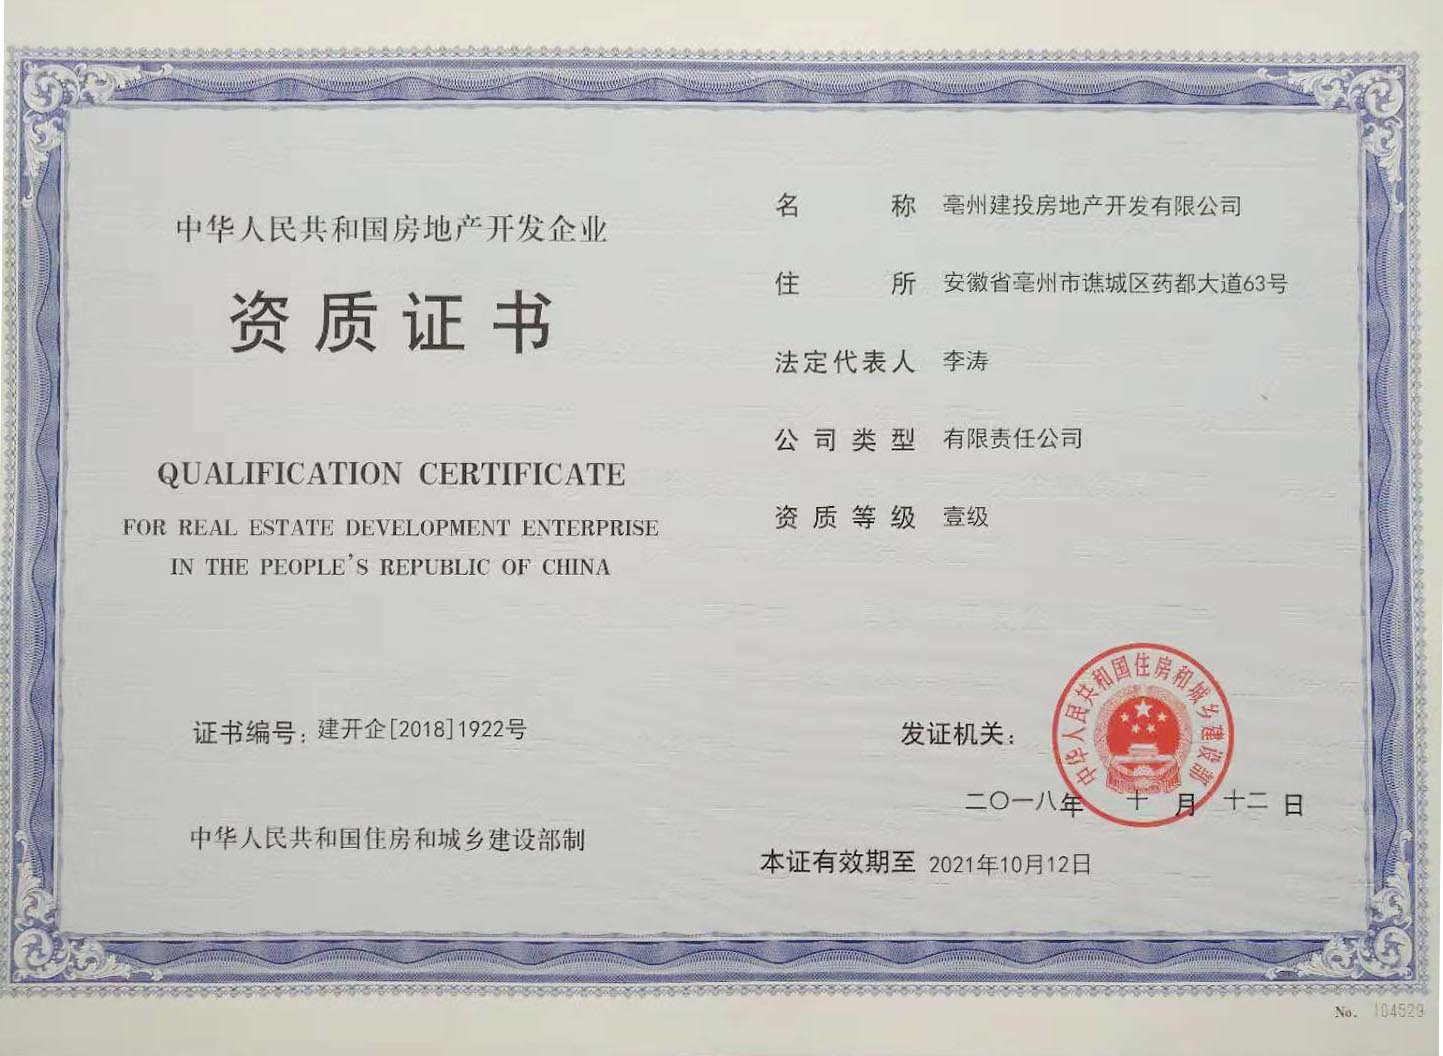 中华人民共和国房地产开发企业
资质证书
QUALIFICATION CERTIFICATE
FOR REAL ESTATE DEVELOPMENT ENTERPRISE
IN THE PEOPLE'S REPUBLIC OF CHINA
证书编号: 建开企[2018]1922号
中华人民共和国住房和城乡建设部制
名称 亳州建投房地产开发有限公司
住所 安徽省亳州市谯城区药都大道63号
法定代表人 李涛
公司类型 有限责任公司
资质等级 壹级
发证机关:
中华人民共和国住房和城乡建设部
二〇一八年 十 月 十二 日
本证有效期至 2021年10月12日
No. 104529